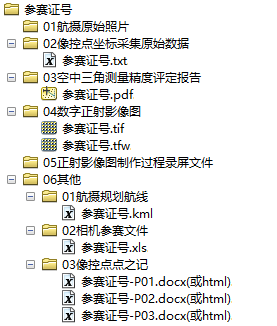 参赛证号
01航摄原始照片
02像控点坐标采集原始数据
参赛证号.txt
03空中三角测量精度评定报告
参赛证号.pdf
04数字正射影像图
参赛证号.tif
参赛证号.tfw
05正射影像图制作过程录屏文件
06其他
01航摄规划航线
参赛证号.kml
02相机参赛文件
参赛证号.xls
03像控点点之记
参赛证号-P01.docx(或html)
参赛证号-P02.docx(或html)
参赛证号-P03.docx(或html)